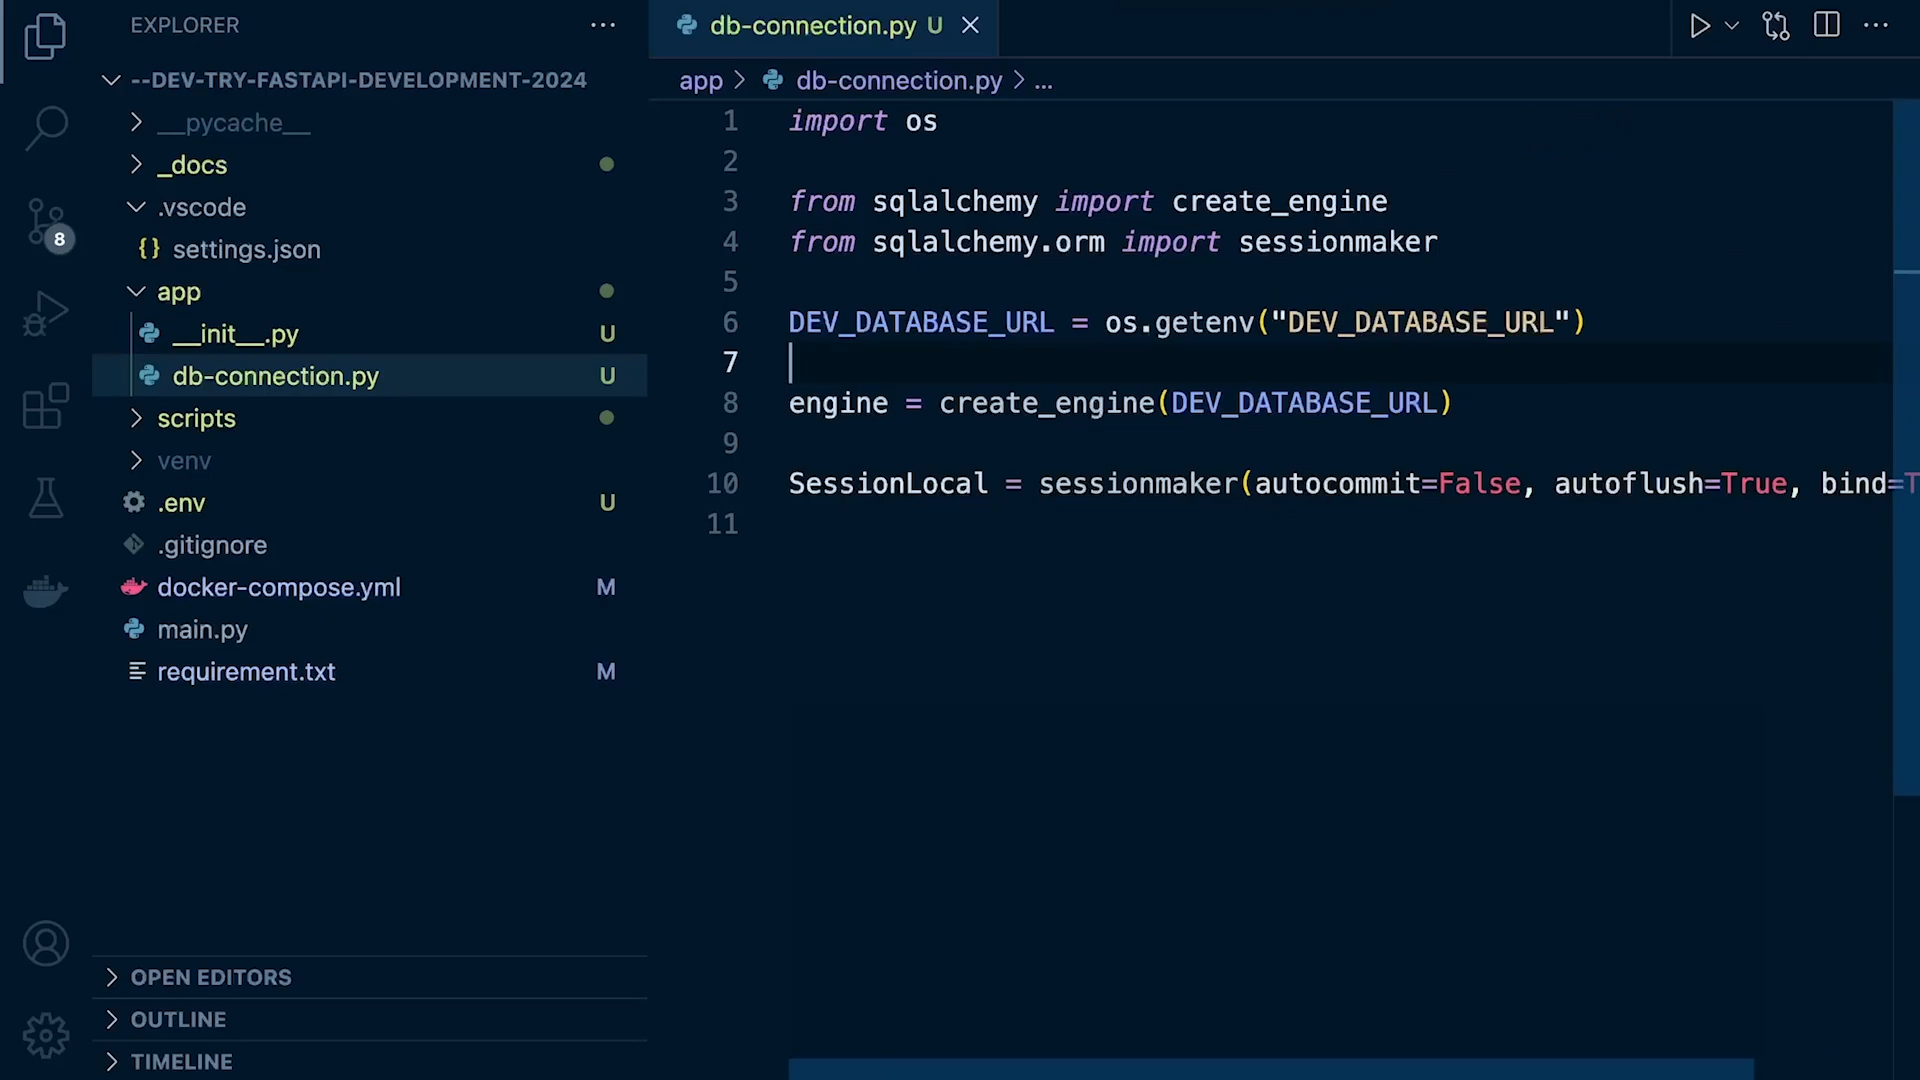 EXPLORER
--DEV-TRY-FASTAPI-DEVELOPMENT-2024
__pycache__
_docs
.vscode
{} settings.json
app
__init__.py U
db-connection.py U
scripts
venv
.env U
.gitignore
docker-compose.yml M
main.py
requirement.txt M
OPEN EDITORS
OUTLINE
TIMELINE
8
db-connection.py U
app > db-connection.py > ...
1 import os
2
3 from sqlalchemy import create_engine
4 from sqlalchemy.orm import sessionmaker
5
6 DEV_DATABASE_URL = os.getenv("DEV_DATABASE_URL")
7
8 engine = create_engine(DEV_DATABASE_URL)
9
10 SessionLocal = sessionmaker(autocommit=False, autoflush=True, bind=T
11